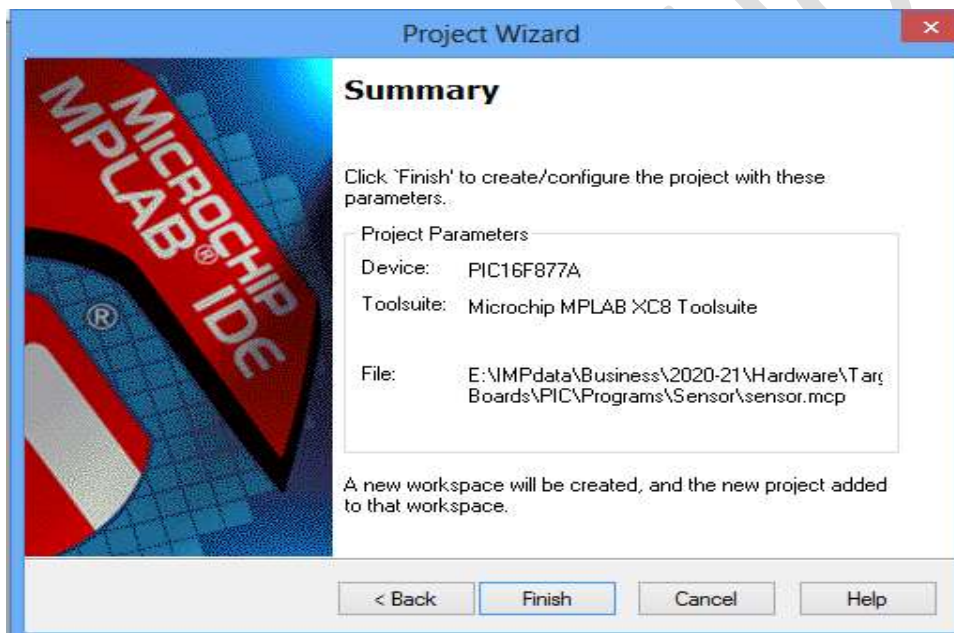 Project Wizard
MICROCHIP
MPLAB® IDE
®
Summary
Click `Finish' to create/configure the project with these
parameters.
Project Parameters
Device: PIC16F877A
Toolsuite: Microchip MPLAB XC8 Toolsuite
File: E:\IMPdata\Business\2020-21\Hardware\Targ
Boards\PIC\Programs\Sensor\sensor.mcp
A new workspace will be created, and the new project added
to that workspace.
< Back Finish Cancel Help